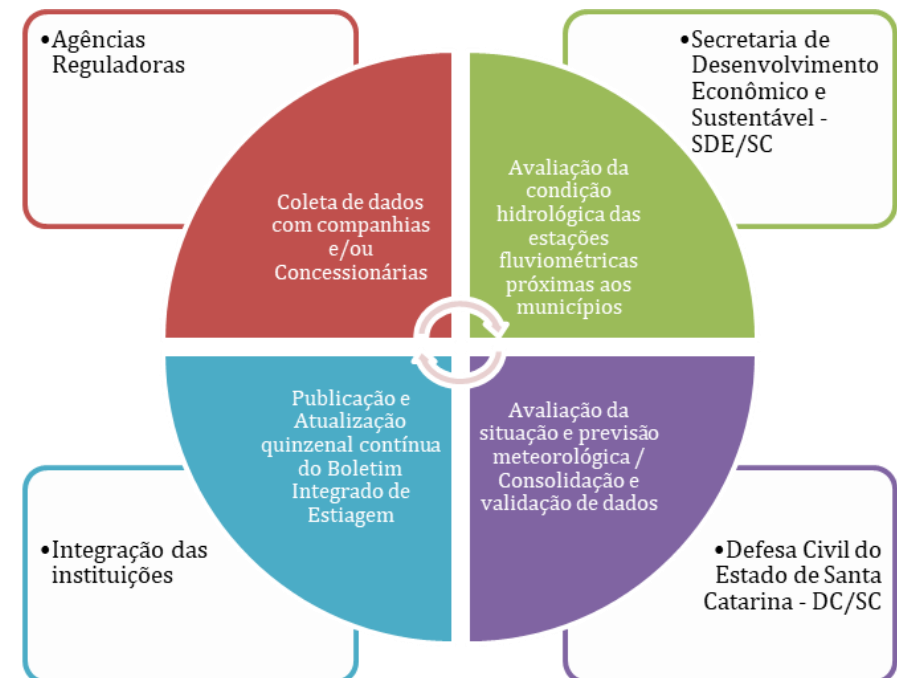 •Agências
Reguladoras
•Secretaria de
Desenvolvimento
Econômico e
Sustentável -
SDE/SC
Coleta de dados
com companhias
e/ou
Concessionárias
Avaliação da
condição
hidrológica das
estações
fluviométricas
próximas aos
municípios
Publicação e
Atualização
quinzenal contínua
do Boletim
Integrado de
Estiagem
Avaliação da
situação e previsão
meteorológica /
Consolidação e
validação de dados
•Integração das
instituições
•Defesa Civil do
Estado de Santa
Catarina - DC/SC